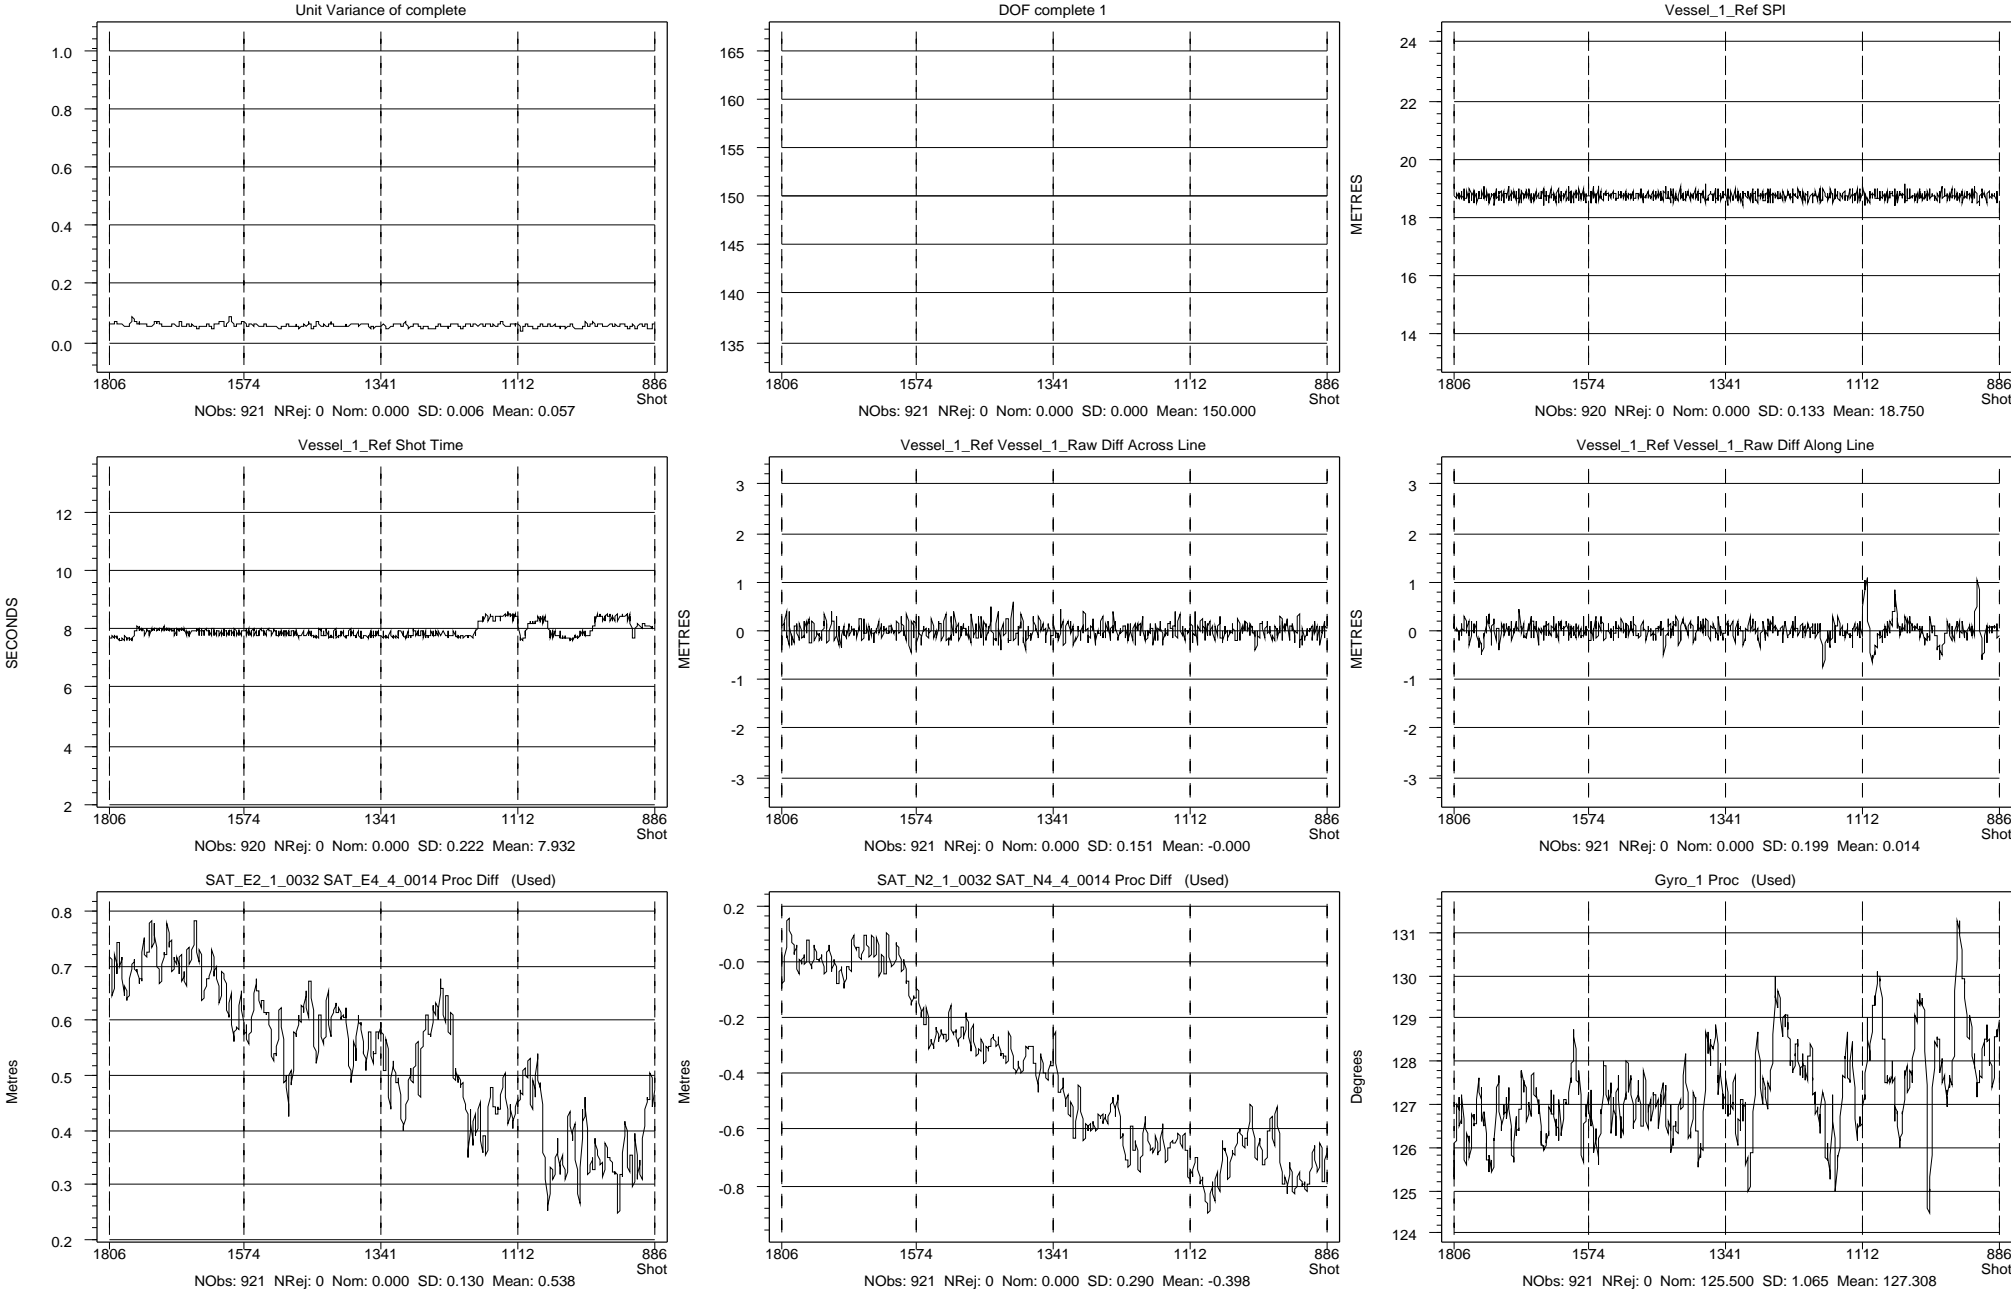 Unit Variance of complete
1.0
0.8
0.6
0.4
0.2
0.0
1806 1574 1341 1112 886
Shot
NObs: 921 NRej: 0 Nom: 0.000 SD: 0.006 Mean: 0.057
DOF complete 1
165
160
155
150
145
140
135
1806 1574 1341 1112 886
Shot
NObs: 921 NRej: 0 Nom: 0.000 SD: 0.000 Mean: 150.000
Vessel_1_Ref SPI
METRES
24
22
20
18
16
14
1806 1574 1341 1112 886
Shot
NObs: 920 NRej: 0 Nom: 0.000 SD: 0.133 Mean: 18.750
Vessel_1_Ref Shot Time
SECONDS
12
10
8
6
4
2
1806 1574 1341 1112 886
Shot
NObs: 920 NRej: 0 Nom: 0.000 SD: 0.222 Mean: 7.932
Vessel_1_Ref Vessel_1_Raw Diff Across Line
METRES
3
2
1
0
-1
-2
-3
1806 1574 1341 1112 886
Shot
NObs: 921 NRej: 0 Nom: 0.000 SD: 0.151 Mean: -0.000
Vessel_1_Ref Vessel_1_Raw Diff Along Line
METRES
3
2
1
0
-1
-2
-3
1806 1574 1341 1112 886
Shot
NObs: 921 NRej: 0 Nom: 0.000 SD: 0.199 Mean: 0.014
SAT_E2_1_0032 SAT_E4_4_0014 Proc Diff (Used)
Metres
0.8
0.7
0.6
0.5
0.4
0.3
0.2
1806 1574 1341 1112 886
Shot
NObs: 921 NRej: 0 Nom: 0.000 SD: 0.130 Mean: 0.538
SAT_N2_1_0032 SAT_N4_4_0014 Proc Diff (Used)
Metres
0.2
-0.0
-0.2
-0.4
-0.6
-0.8
1806 1574 1341 1112 886
Shot
NObs: 921 NRej: 0 Nom: 0.000 SD: 0.290 Mean: -0.398
Gyro_1 Proc (Used)
Degrees
131
130
129
128
127
126
125
124
1806 1574 1341 1112 886
Shot
NObs: 921 NRej: 0 Nom: 125.500 SD: 1.065 Mean: 127.308